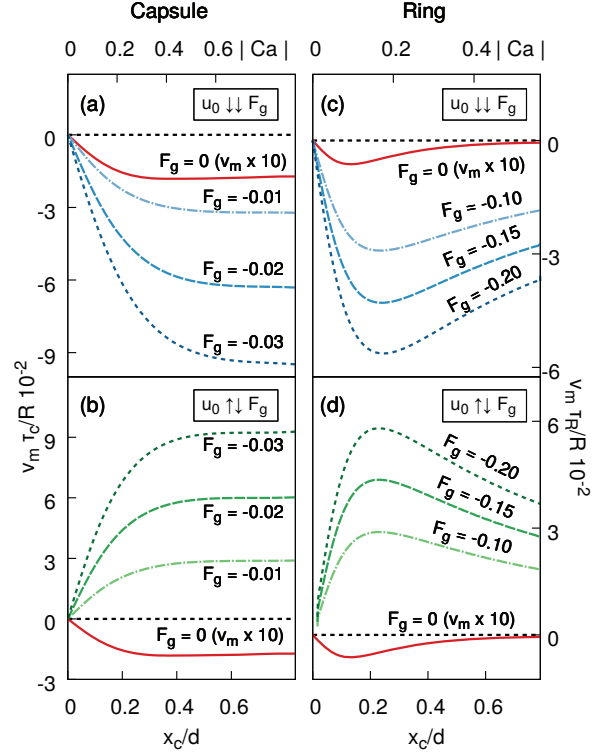 Capsule
Ring
0 0.2 0.4 0.6 | Ca |
0 0.2 0.4 | Ca |
(a)
u0 ↓↓ Fg
0
-3
-6
-9
Fg = 0 (vm x 10)
Fg = -0.01
Fg = -0.02
Fg = -0.03
(c)
u0 ↓↓ Fg
0
-3
-6
Fg = 0 (vm x 10)
Fg = -0.10
Fg = -0.15
Fg = -0.20
vm τc/R 10-2
vm τR/R 10-2
(b)
u0 ↑↓ Fg
9
6
3
0
-3
Fg = -0.03
Fg = -0.02
Fg = -0.01
Fg = 0 (vm x 10)
(d)
u0 ↑↓ Fg
6
3
0
Fg = -0.20
Fg = -0.15
Fg = -0.10
Fg = 0 (vm x 10)
0 0.2 0.4 0.6
xc/d
0 0.2 0.4 0.6
xc/d